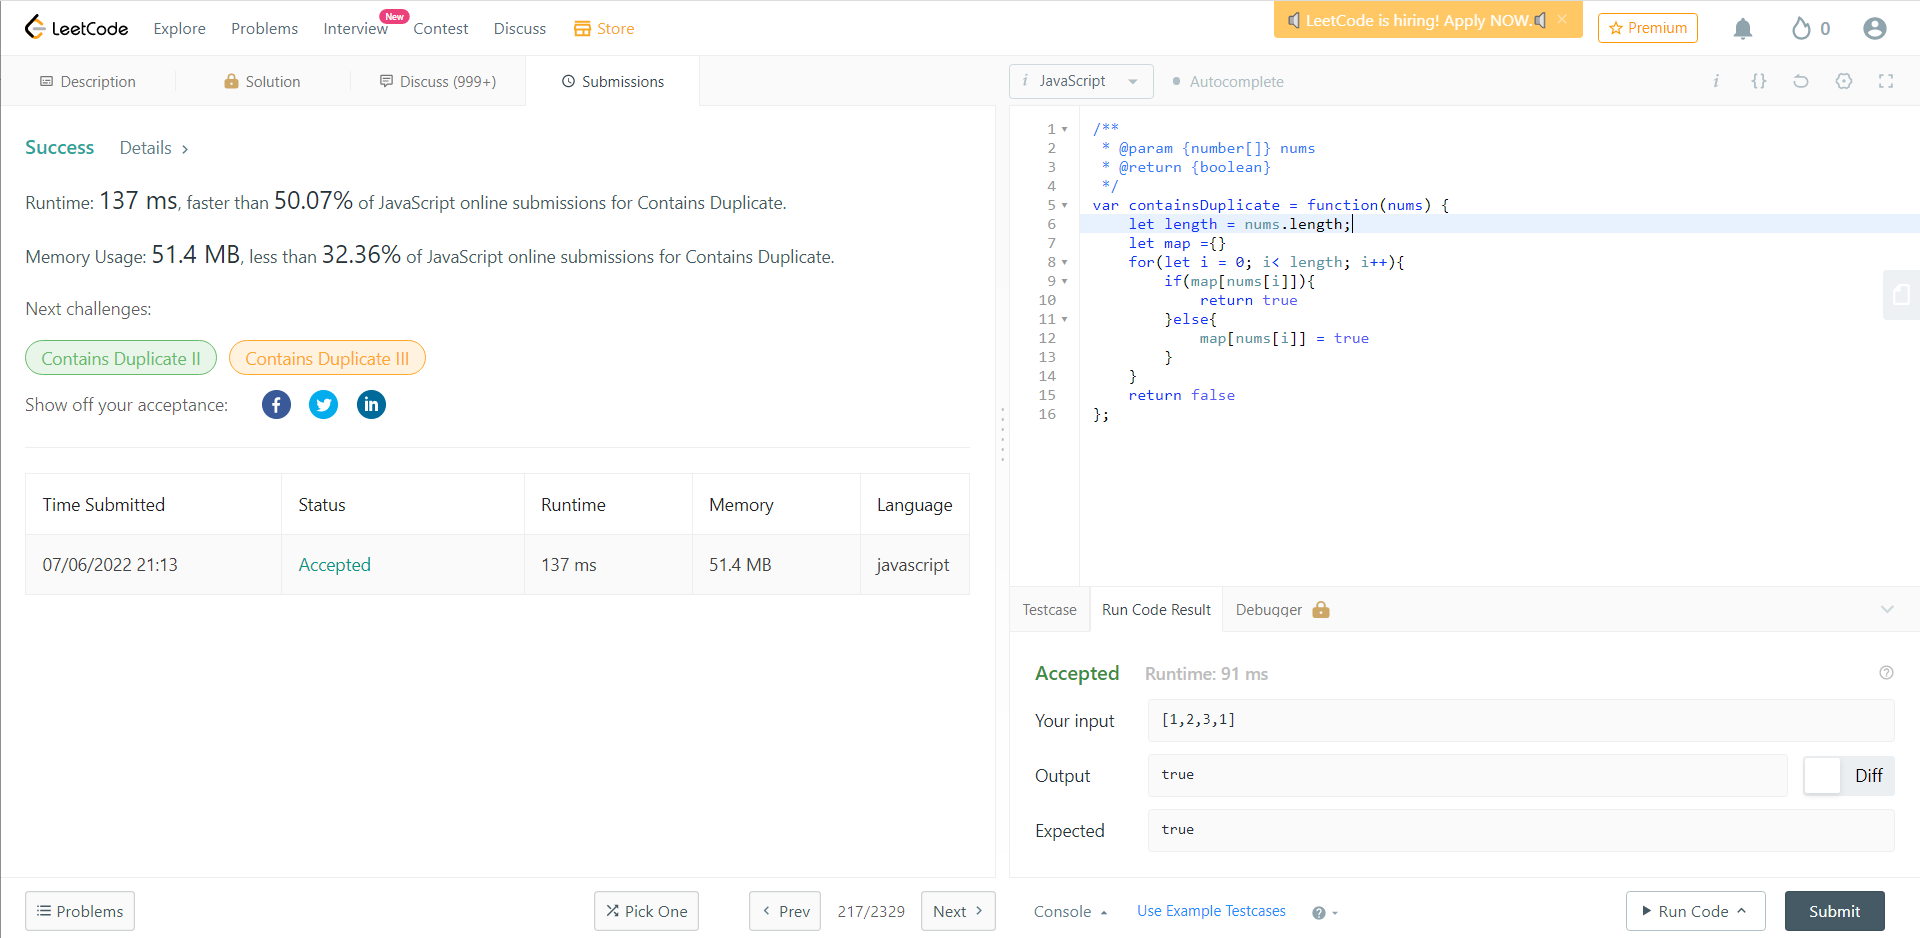 LeetCode Explore Problems Interview New Contest Discuss Store LeetCode is hiring! Apply NOW. × Premium 0
Description Solution Discuss (999+) Submissions
Success Details >
Runtime: 137 ms, faster than 50.07% of JavaScript online submissions for Contains Duplicate.
Memory Usage: 51.4 MB, less than 32.36% of JavaScript online submissions for Contains Duplicate.
Next challenges:
Contains Duplicate II Contains Duplicate III
Show off your acceptance:
Time Submitted Status Runtime Memory Language
07/06/2022 21:13 Accepted 137 ms 51.4 MB javascript
Problems Pick One < Prev 217/2329 Next >
i JavaScript Autocomplete i {}
1 /**
2  * @param {number[]} nums
3  * @return {boolean}
4  */
5 var containsDuplicate = function(nums) {
6     let length = nums.length;
7     let map ={}
8     for(let i = 0; i< length; i++){
9         if(map[nums[i]]){
10             return true
11         }else{
12             map[nums[i]] = true
13         }
14     }
15     return false
16 };
Testcase Run Code Result Debugger
Accepted Runtime: 91 ms
Your input [1,2,3,1]
Output true Diff
Expected true
Console Use Example Testcases ? Run Code Submit